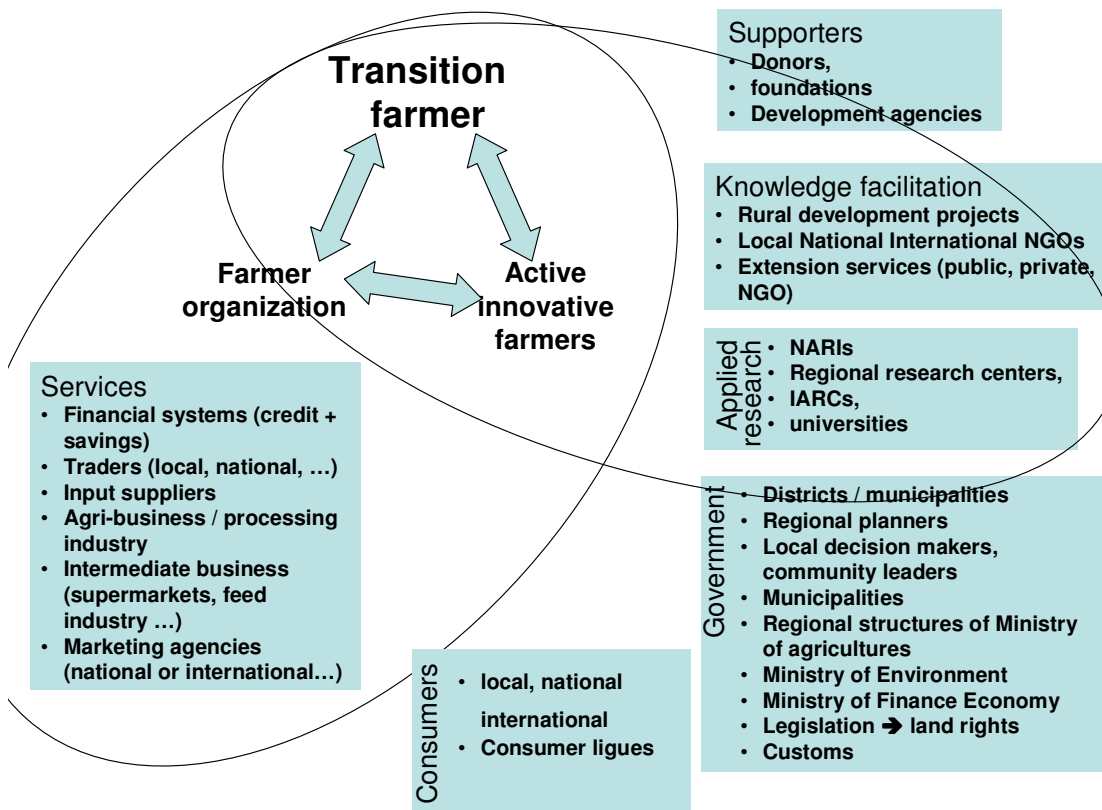 Transition
farmer
Farmer
organization
Active
innovative
farmers
Supporters
• Donors,
• foundations
• Development agencies
Knowledge facilitation
• Rural development projects
• Local National International NGOs
• Extension services (public, private,
NGO)
Applied
research
• NARIs
• Regional research centers,
• IARCs,
• universities
Services
• Financial systems (credit +
savings)
• Traders (local, national, …)
• Input suppliers
• Agri-business / processing
industry
• Intermediate business
(supermarkets, feed
industry …)
• Marketing agencies
(national or international…)
Government
• Districts / municipalities
• Regional planners
• Local decision makers,
community leaders
• Municipalities
• Regional structures of Ministry
of agricultures
• Ministry of Environment
• Ministry of Finance Economy
• Legislation ➔ land rights
• Customs
Consumers
• local, national
international
• Consumer ligues